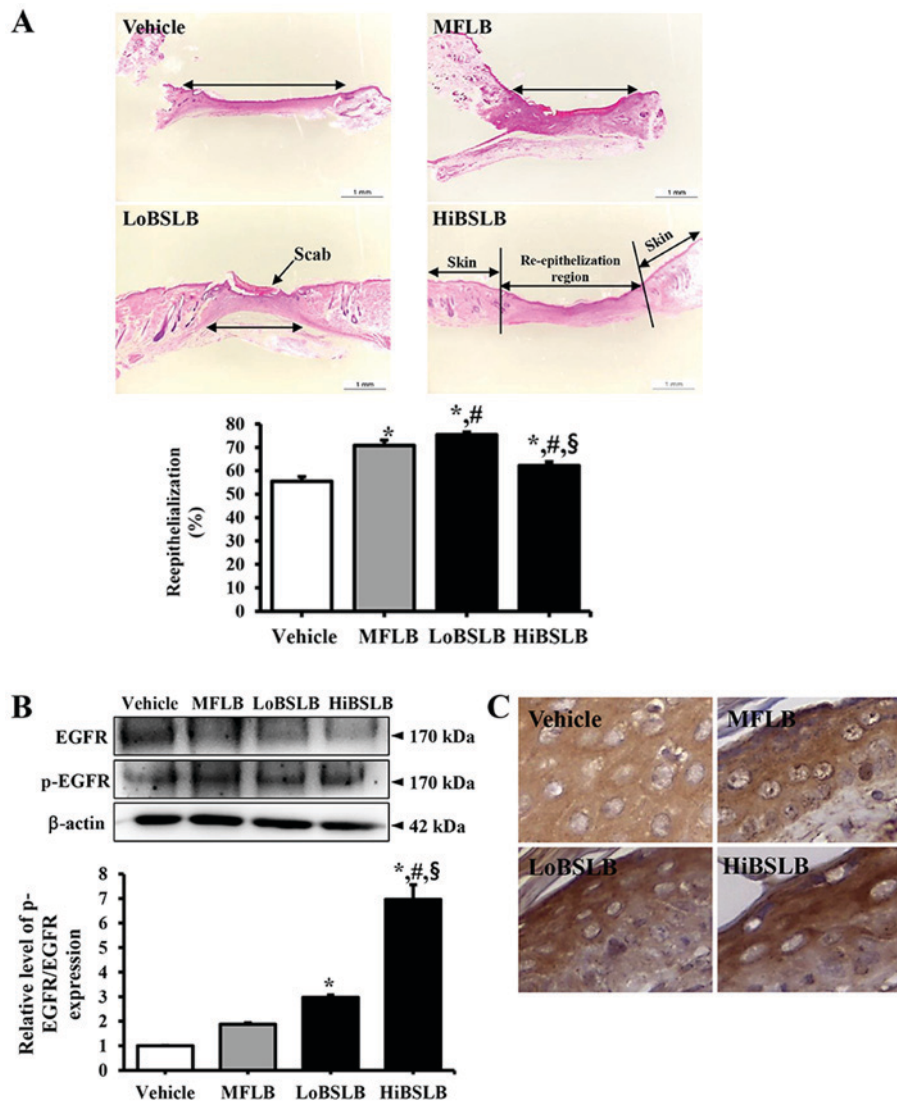 A
Vehicle
MFLB
1 mm
1 mm
LoBSLB
Scab
HiBSLB
Skin
Re-epithelization
region
Skin
1 mm
1 mm
Reepithelialization
(%)
80
70
60
50
40
30
20
10
0
*
*,#
*,#,§
Vehicle MFLB LoBSLB HiBSLB
B
Vehicle MFLB LoBSLB HiBSLB
EGFR 170 kDa
p-EGFR 170 kDa
β-actin 42 kDa
Relative level of p-
EGFR/EGFR
expression
8
7
6
5
4
3
2
1
0
*
*,#,§
Vehicle MFLB LoBSLB HiBSLB
C
Vehicle
MFLB
LoBSLB
HiBSLB